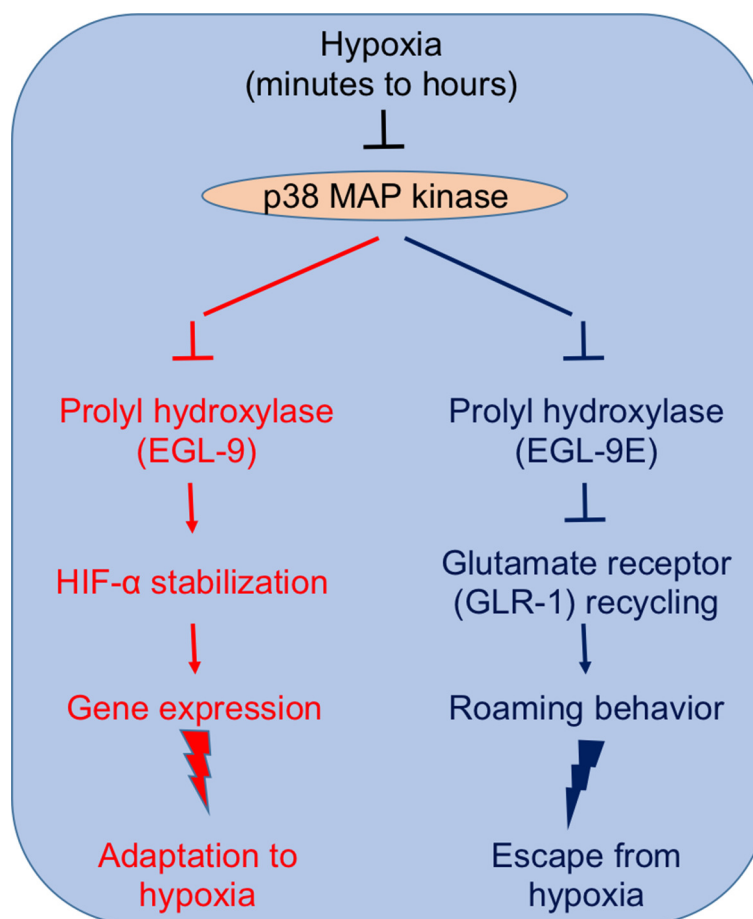 Hypoxia
(minutes to hours)
p38 MAP kinase
Prolyl hydroxylase
(EGL-9)
HIF-α stabilization
Gene expression
Adaptation to
hypoxia
Prolyl hydroxylase
(EGL-9E)
Glutamate receptor
(GLR-1) recycling
Roaming behavior
Escape from
hypoxia